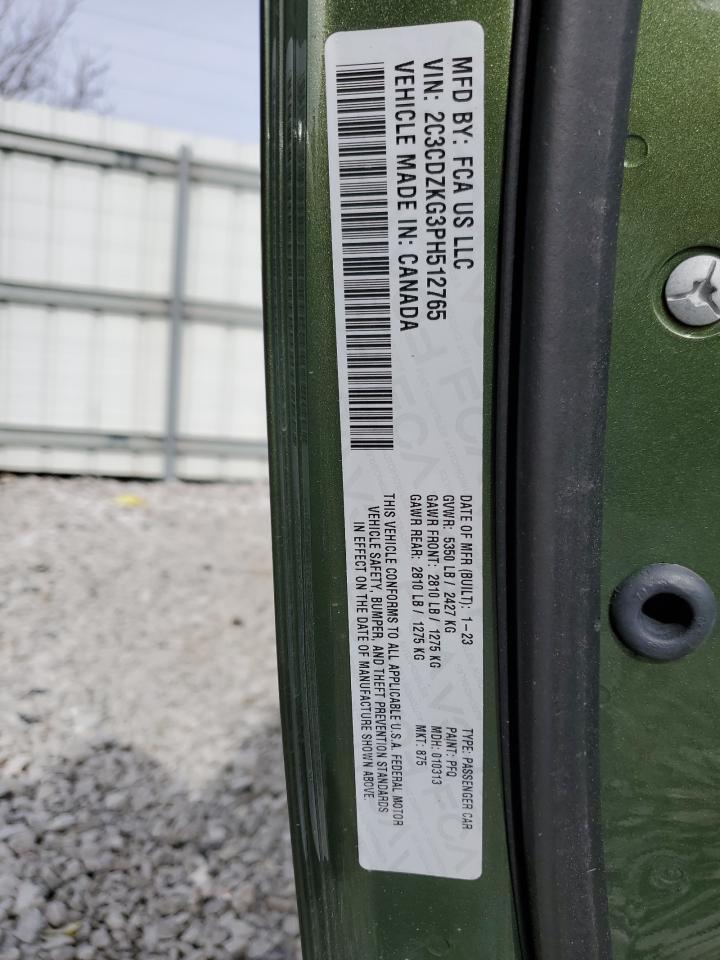 MFD BY: FCA US LLC
VIN: 2C3CDZKG3PH512765
VEHICLE MADE IN: CANADA
DATE OF MFR (BUILT): 1-23
GVWR: 5350 LB / 2427 KG
GAWR FRONT: 2810 LB / 1275 KG
GAWR REAR: 2810 LB / 1275 KG
TYPE: PASSENGER CAR
PAINT: PFQ
MDH: 010313
MKT: 875
THIS VEHICLE CONFORMS TO ALL APPLICABLE U.S.A. FEDERAL MOTOR
VEHICLE SAFETY, BUMPER, AND THEFT PREVENTION STANDARDS
IN EFFECT ON THE DATE OF MANUFACTURE SHOWN ABOVE.